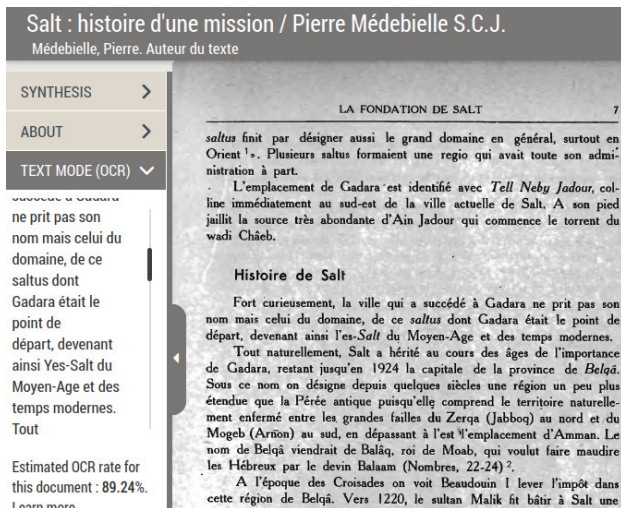 Salt : histoire d'une mission / Pierre Médebielle S.C.J.
Médebielle, Pierre. Auteur du texte
SYNTHESIS
ABOUT
TEXT MODE (OCR)
succédé à Gadara
ne prit pas son
nom mais celui du
domaine, de ce
saltus dont
Gadara était le
point de
départ, devenant
ainsi Yes-Salt du
Moyen-Age et des
temps modernes.
Tout
Estimated OCR rate for
this document : 89.24%.
Learn more
LA FONDATION DE SALT 7
saltus finit par désigner aussi le grand domaine en général, surtout en
Orient ¹». Plusieurs saltus formaient une regio qui avait toute son admi-
nistration à part.
L'emplacement de Gadara est identifié avec Tell Neby Jadour, col-
line immédiatement au sud-est de la ville actuelle de Salt. A son pied
jaillit la source très abondante d'Ain Jadour qui commence le torrent du
wadi Châeb.
Histoire de Salt
Fort curieusement, la ville qui a succédé à Gadara ne prit pas son
nom mais celui du domaine, de ce saltus dont Gadara était le point de
départ, devenant ainsi l'es-Salt du Moyen-Age et des temps modernes.
Tout naturellement, Salt a hérité au cours des âges de l'importance
de Gadara, restant jusqu'en 1924 la capitale de la province de Belqâ.
Sous ce nom on désigne depuis quelques siècles une région un peu plus
étendue que la Pérée antique puisqu'elle comprend le territoire naturelle-
ment enfermé entre les grandes failles du Zerqa (Jabboq) au nord et du
Mogeb (Arnon) au sud, en dépassant à l'est l'emplacement d'Amman. Le
nom de Belqâ viendrait de Balâq, roi de Moab, qui voulut faire maudire
les Hébreux par le devin Balaam (Nombres, 22-24) ².
A l'époque des Croisades on voit Beaudouin I lever l'impôt dans
cette région de Belqâ. Vers 1220, le sultan Malik fit bâtir à Salt une